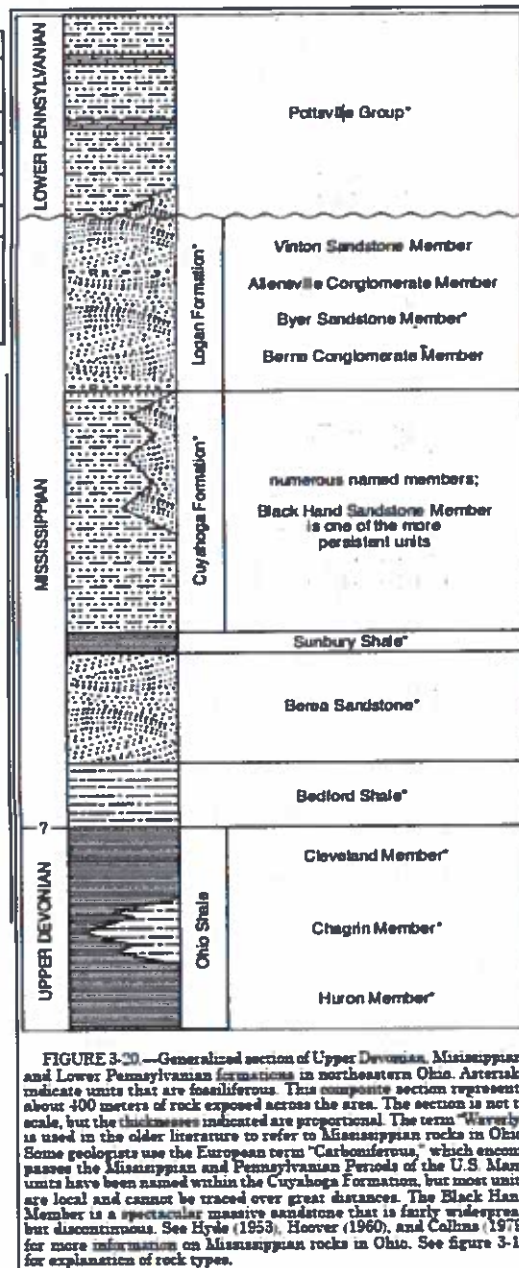 LOWER PENNSYLVANIAN
Pottsville Group*
MISSISSIPPIAN
Logan Formation*
Vinton Sandstone Member
Allensville Conglomerate Member
Byer Sandstone Member*
Berne Conglomerate Member
Cuyahoga Formation*
numerous named members;
Black Hand Sandstone Member
is one of the more
persistent units
Sunbury Shale*
Berea Sandstone*
Bedford Shale*
?
UPPER DEVONIAN
Ohio Shale
Cleveland Member*
Chagrin Member*
Huron Member*
FIGURE 3-20.—Generalized section of Upper Devonian, Missisippian
and Lower Pennsylvanian formations in northeastern Ohio. Asterisk
indicate units that are fossiliferous. This composite section represent
about 400 meters of rock exposed across the area. The section is not t
scale, but the thicknesses indicated are proportional. The term "Waverly
is used in the older literature to refer to Mississippian rocks in Ohio
Some geologists use the European term "Carboniferous," which encom
passes the Missisippian and Pennsylvanian Periods of the U.S. Man
units have been named within the Cuyahoga Formation, but most unit
are local and cannot be traced over great distances. The Black Han
Member is a spectacular massive sandstone that is fairly widesprea
but discontinuous. See Hyde (1953), Hoover (1960), and Collins (1979
for more information on Mississippian rocks in Ohio. See figure 3-1
for explanation of rock types.